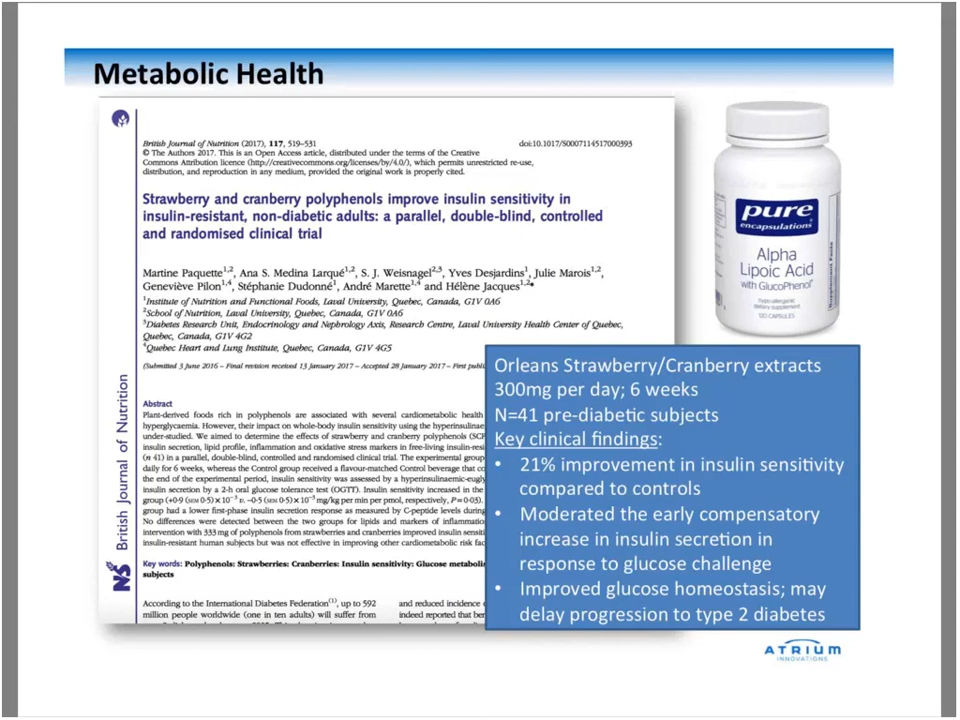 Metabolic Health
British Journal of Nutrition (2017), 117, 519–531
doi:10.1017/S0007114517000393
© The Authors 2017. This is an Open Access article, distributed under the terms of the Creative
Commons Attribution licence (http://creativecommons.org/licenses/by/4.0/), which permits unrestricted re-use,
distribution, and reproduction in any medium, provided the original work is properly cited.
Strawberry and cranberry polyphenols improve insulin sensitivity in
insulin-resistant, non-diabetic adults: a parallel, double-blind, controlled
and randomised clinical trial
Martine Paquette1,2, Ana S. Medina Larqué1,2, S. J. Weisnagel2,3, Yves Desjardins1, Julie Marois1,2,
Geneviève Pilon1,4, Stéphanie Dudonné1, André Marette1,4 and Hélène Jacques1,2*
1Institute of Nutrition and Functional Foods, Laval University, Quebec, Canada, G1V 0A6
2School of Nutrition, Laval University, Quebec, Canada, G1V 0A6
3Diabetes Research Unit, Endocrinology and Nephrology Axis, Research Centre, Laval University Health Center of Quebec,
Quebec, Canada, G1V 4G2
4Quebec Heart and Lung Institute, Quebec, Canada, G1V 4G5
(Submitted 3 June 2016 – Final revision received 13 January 2017 – Accepted 28 January 2017 – First publi
Abstract
Plant-derived foods rich in polyphenols are associated with several cardiometabolic health
hyperglycaemia. However, their impact on whole-body insulin sensitivity using the hyperinsulinae
under-studied. We aimed to determine the effects of strawberry and cranberry polyphenols (SCP
insulin secretion, lipid profile, inflammation and oxidative stress markers in free-living insulin-resi
(n 41) in a parallel, double-blind, controlled and randomised clinical trial. The experimental group
daily for 6 weeks, whereas the Control group received a flavour-matched Control beverage that co
the end of the experimental period, insulin sensitivity was assessed by a hyperinsulinaemic-eugly
insulin secretion by a 2-h oral glucose tolerance test (OGTT). Insulin sensitivity increased in the
group (+0·9 (SEM 0·5)×10−3 v. −0·5 (SEM 0·5)×10−3 mg/kg per min per pmol, respectively, P=0·03).
group had a lower first-phase insulin secretion response as measured by C-peptide levels during
No differences were detected between the two groups for lipids and markers of inflammatio
intervention with 333 mg of polyphenols from strawberries and cranberries improved insulin sensiti
insulin-resistant human subjects but was not effective in improving other cardiometabolic risk fac
Key words: Polyphenols: Strawberries: Cranberries: Insulin sensitivity: Glucose metabolis
subjects
According to the International Diabetes Federation(1), up to 592
million people worldwide (one in ten adults) will suffer from
and reduced incidence
indeed reported that ber
British Journal of Nutrition
NS
pure
encapsulations
Alpha
Lipoic Acid
with GlucoPhenol
hypoallergenic
dietary supplement
120 CAPSULES
Supplement Facts
Orleans Strawberry/Cranberry extracts
300mg per day; 6 weeks
N=41 pre-diabetic subjects
Key clinical findings:
• 21% improvement in insulin sensitivity
compared to controls
• Moderated the early compensatory
increase in insulin secretion in
response to glucose challenge
• Improved glucose homeostasis; may
delay progression to type 2 diabetes
ATRIUM
INNOVATIONS